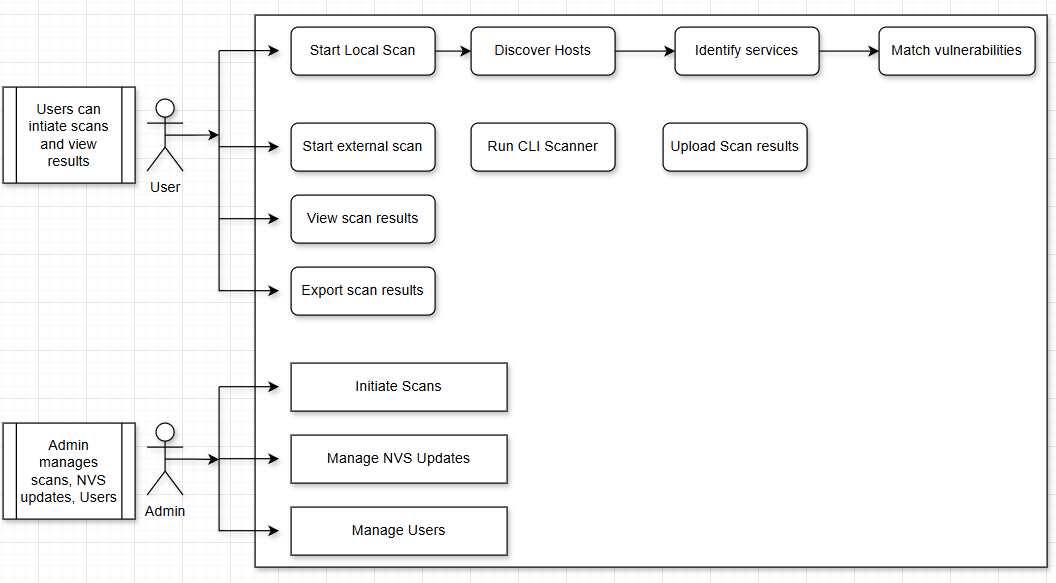 Start Local Scan
Discover Hosts
Identify services
Match vulnerabilities
Users can
intiate scans
and view
results
User
Start external scan
Run CLI Scanner
Upload Scan results
View scan results
Export scan results
Initiate Scans
Admin
manages
scans, NVS
updates, Users
Admin
Manage NVS Updates
Manage Users